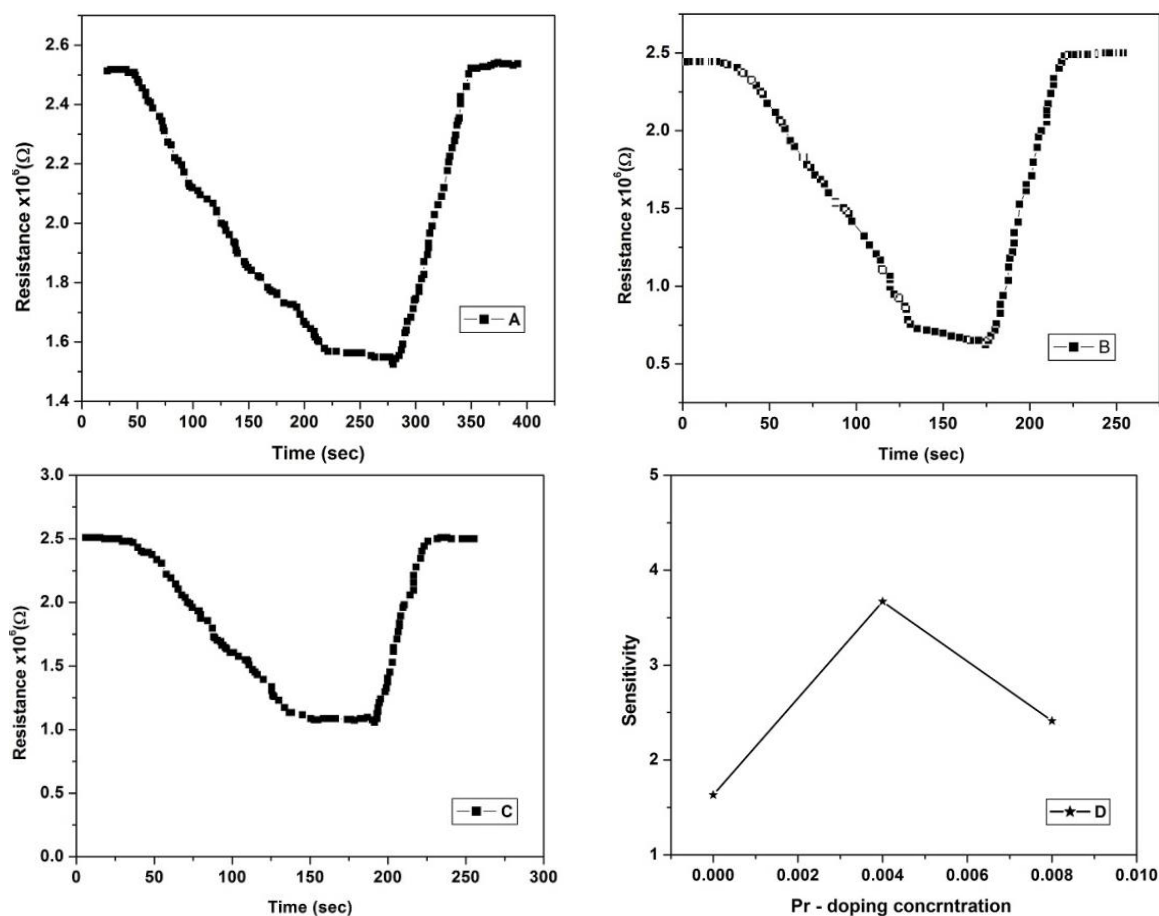 2.6
2.4
2.2
2.0
1.8
1.6
1.4
Resistance x10⁶(Ω)
A
0 50 100 150 200 250 300 350 400
Time (sec)
2.5
2.0
1.5
1.0
0.5
Resistance x10⁶(Ω)
B
0 50 100 150 200 250
Time (sec)
3.0
2.5
2.0
1.5
1.0
0.5
0.0
Resistance x10⁶(Ω)
C
0 50 100 150 200 250 300
Time (sec)
5
4
3
2
1
Sensitivity
D
0.000 0.002 0.004 0.006 0.008 0.010
Pr - doping concrntration